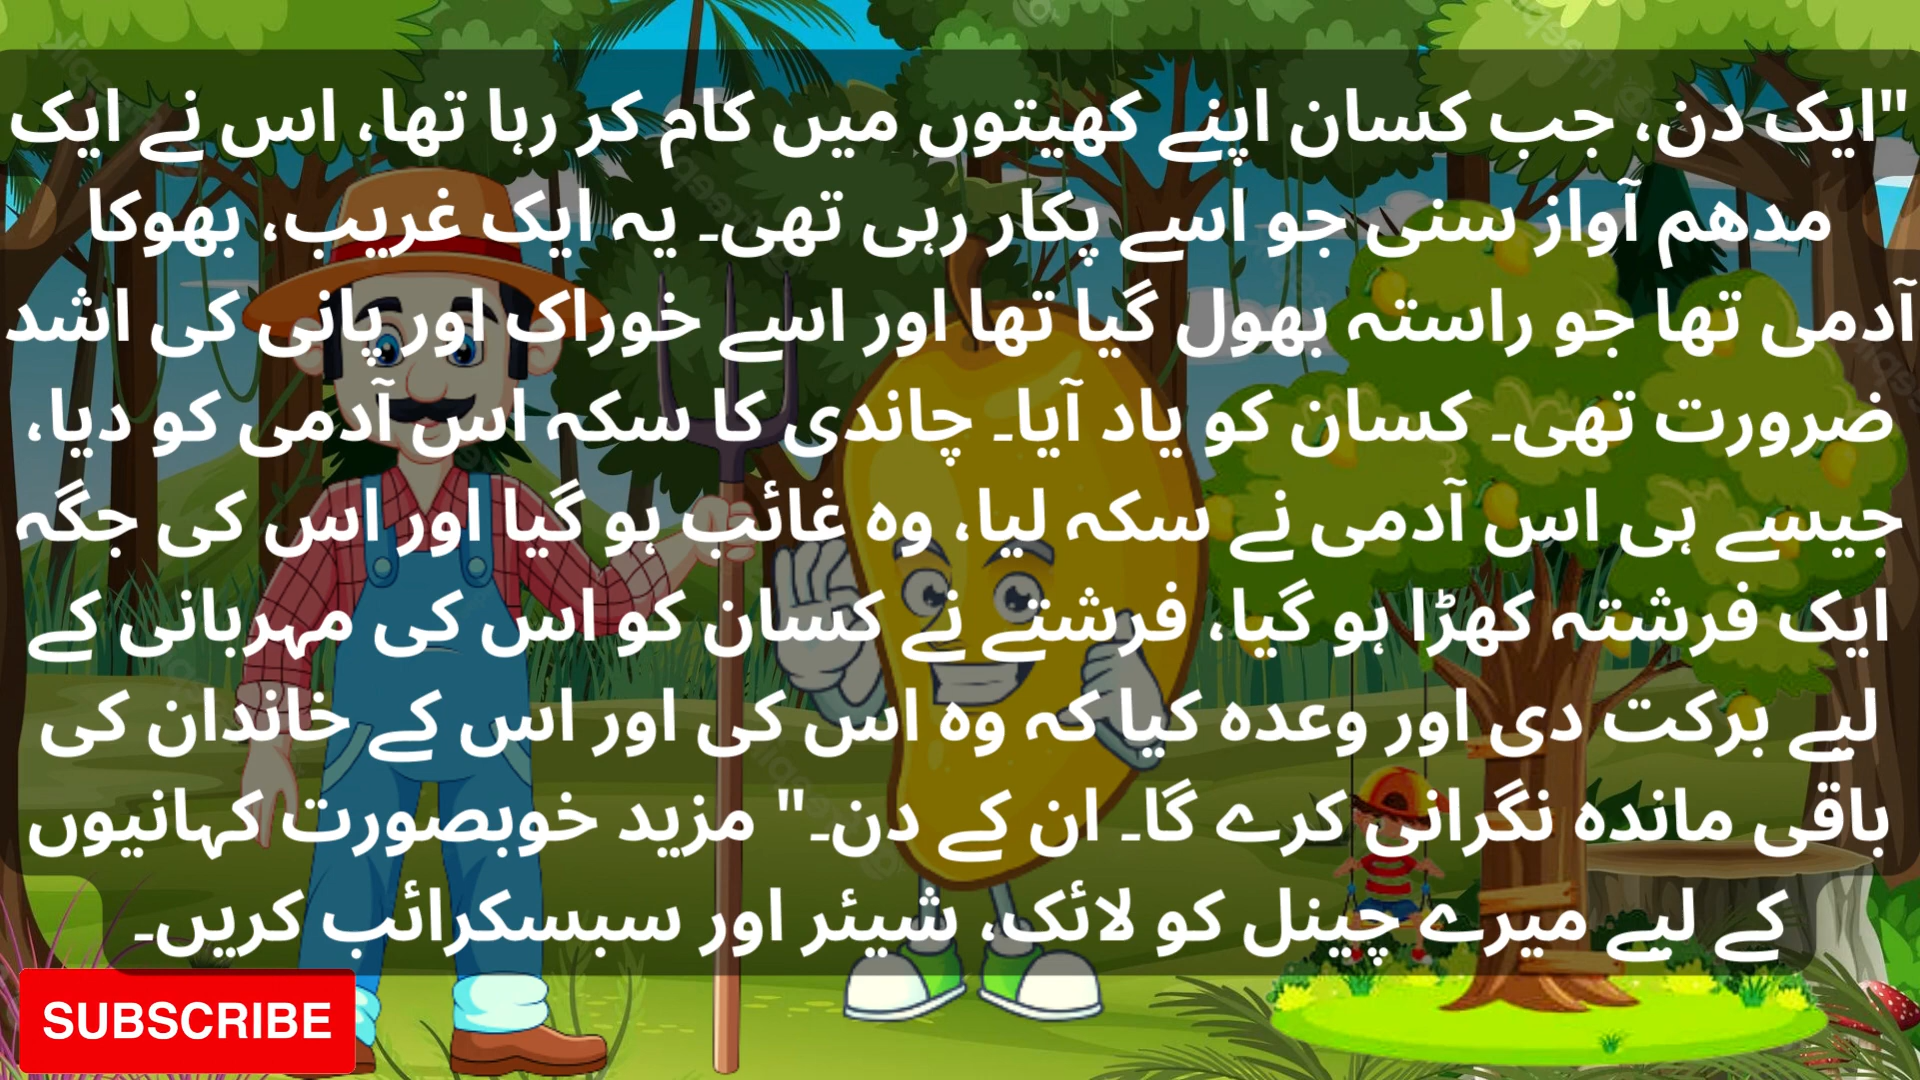 "ایک دن، جب کسان اپنے کھیتوں میں کام کر رہا تھا، اس نے ایک
مدھم آواز سنی جو اسے پکار رہی تھی۔ یہ ایک غریب، بھوکا
آدمی تھا جو راستہ بھول گیا تھا اور اسے خوراک اور پانی کی اشد
ضرورت تھی۔ کسان کو یاد آیا۔ چاندی کا سکہ اس آدمی کو دیا،
جیسے ہی اس آدمی نے سکہ لیا، وہ غائب ہو گیا اور اس کی جگہ
ایک فرشتہ کھڑا ہو گیا، فرشتے نے کسان کو اس کی مہربانی کے
لیے برکت دی اور وعدہ کیا کہ وہ اس کی اور اس کے خاندان کی
باقی ماندہ نگرانی کرے گا۔ ان کے دن۔" مزید خوبصورت کہانیوں
کے لیے میرے چینل کو لائک، شیئر اور سبسکرائب کریں۔
SUBSCRIBE